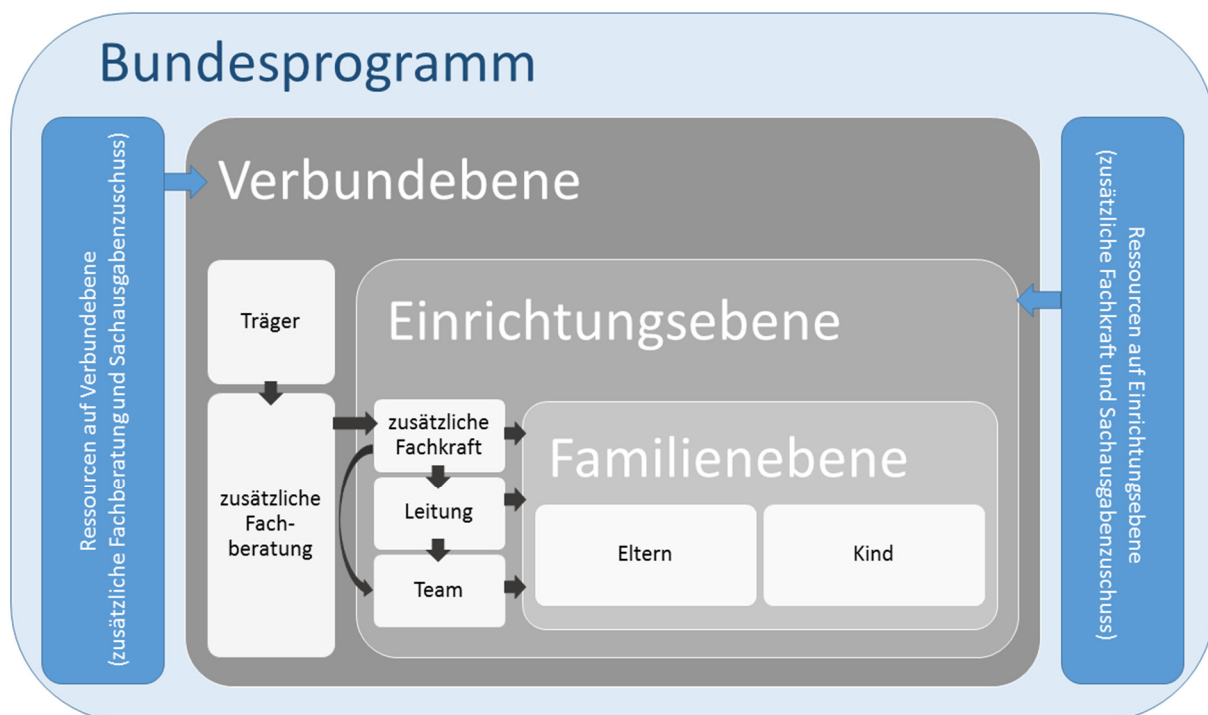 Bundesprogramm
Ressourcen auf Verbundebene
(zusätzliche Fachberatung und Sachausgabenzuschuss)
Verbundebene
Träger
zusätzliche
Fach-
beratung
Einrichtungsebene
zusätzliche
Fachkraft
Leitung
Team
Familienebene
Eltern
Kind
Ressourcen auf Einrichtungsebene
(zusätzliche Fachkraft und Sachausgabenzuschuss)